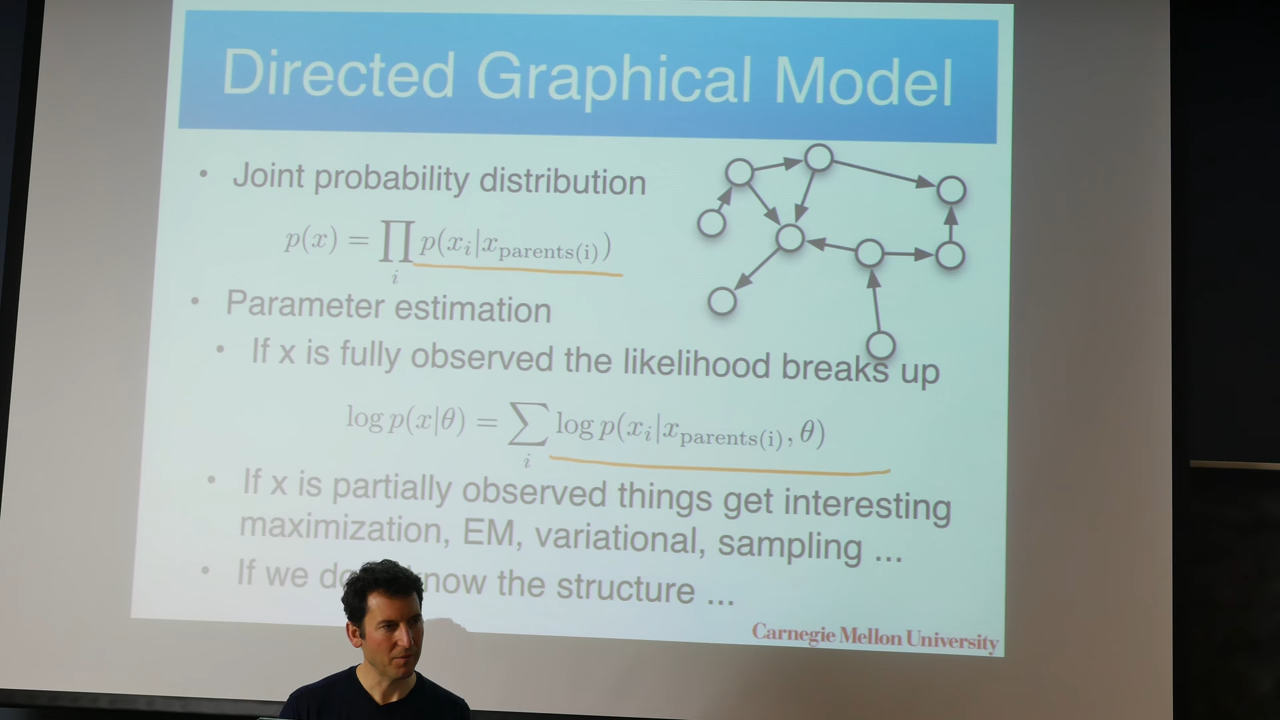 Directed Graphical Model
• Joint probability distribution
p(x) = ∏_i p(x_i|x_parents(i))
• Parameter estimation
• If x is fully observed the likelihood breaks up
log p(x|θ) = ∑_i log p(x_i|x_parents(i), θ)
• If x is partially observed things get interesting
maximization, EM, variational, sampling ...
• If we know the structure ...
Carnegie Mellon University